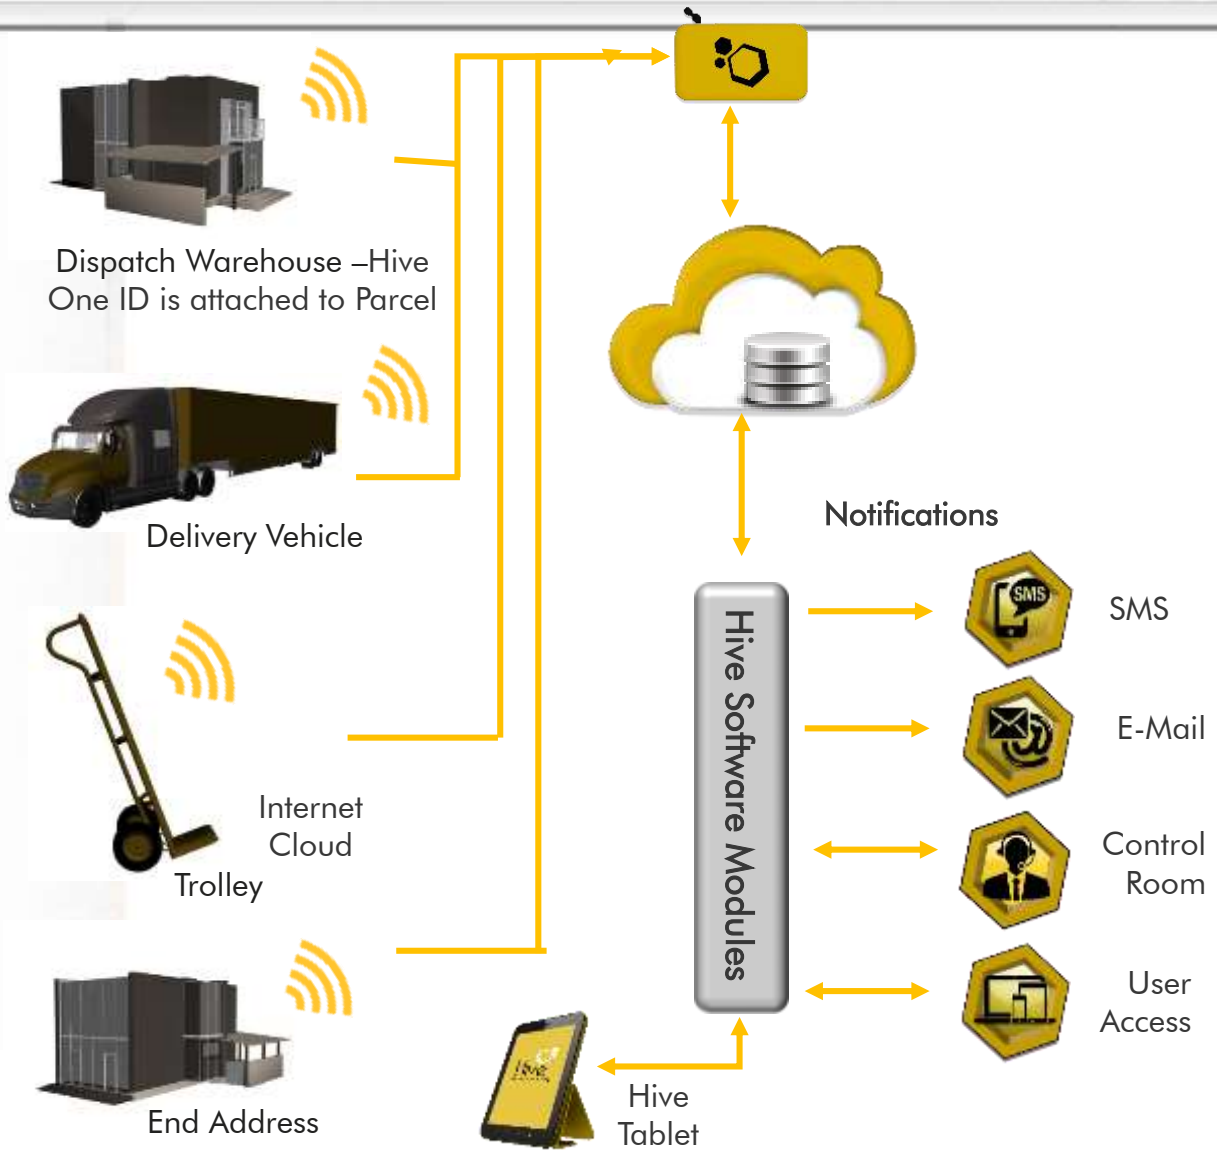 Dispatch Warehouse –Hive
One ID is attached to Parcel
Delivery Vehicle
Internet
Cloud
Trolley
End Address
Notifications
Hive Software Modules
SMS
SMS
E-Mail
Control
Room
User
Access
Hive
Hive
Tablet